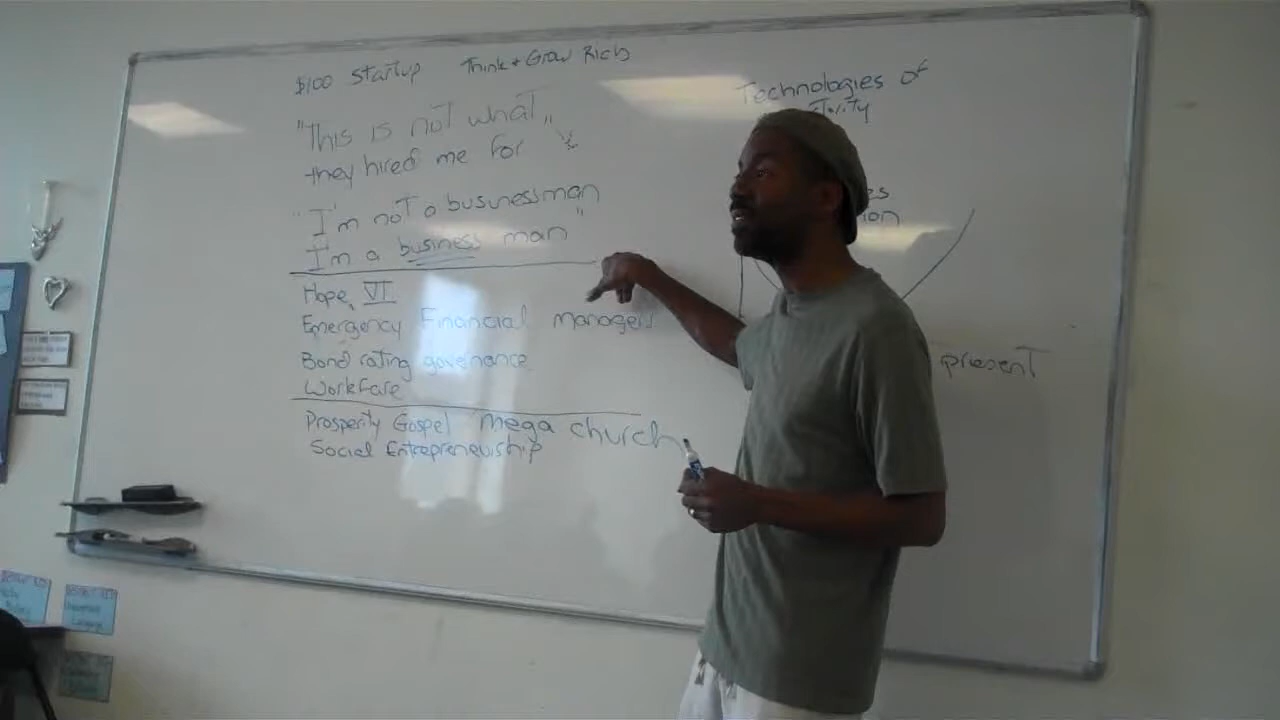 $100 Startup Think + Grow Rich
"This is not what
they hired me for"
"I'm not a businessman
I'm a business man"
Hope VI
Emergency Financial managers
Bond rating governance
Workfare
Prosperity Gospel Mega church
Social Entrepreneurship
Technologies of
present